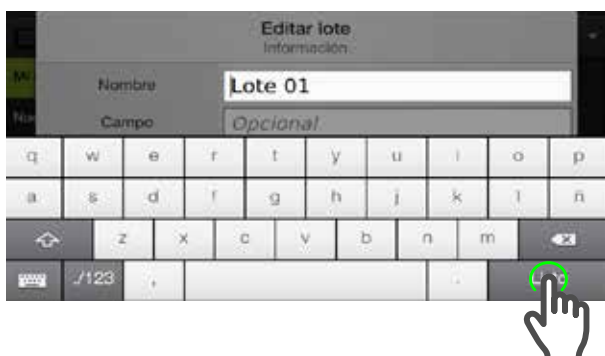 Editar lote
Información
Nombre
Lote 01
Campo
Opcional
q w e r t y u i o p
a s d f g h j k l ñ
z x c v b n m
./123 , .